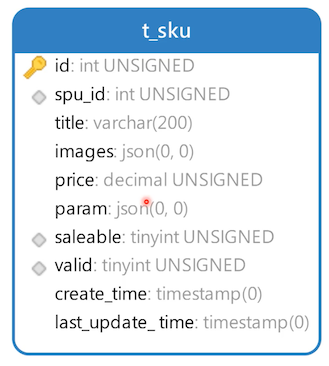 t_sku
id: int UNSIGNED
spu_id: int UNSIGNED
title: varchar(200)
images: json(0, 0)
price: decimal UNSIGNED
param: json(0, 0)
saleable: tinyint UNSIGNED
valid: tinyint UNSIGNED
create_time: timestamp(0)
last_update_ time: timestamp(0)